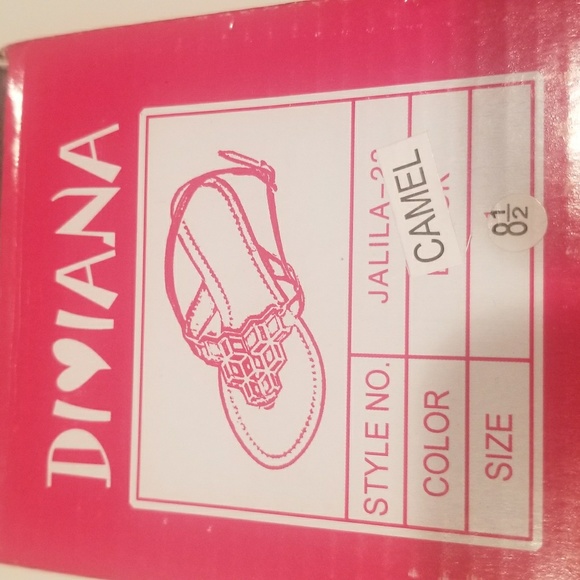 DIVIANA
STYLE NO. JALILA-
COLOR CAMEL
SIZE 8 1/2